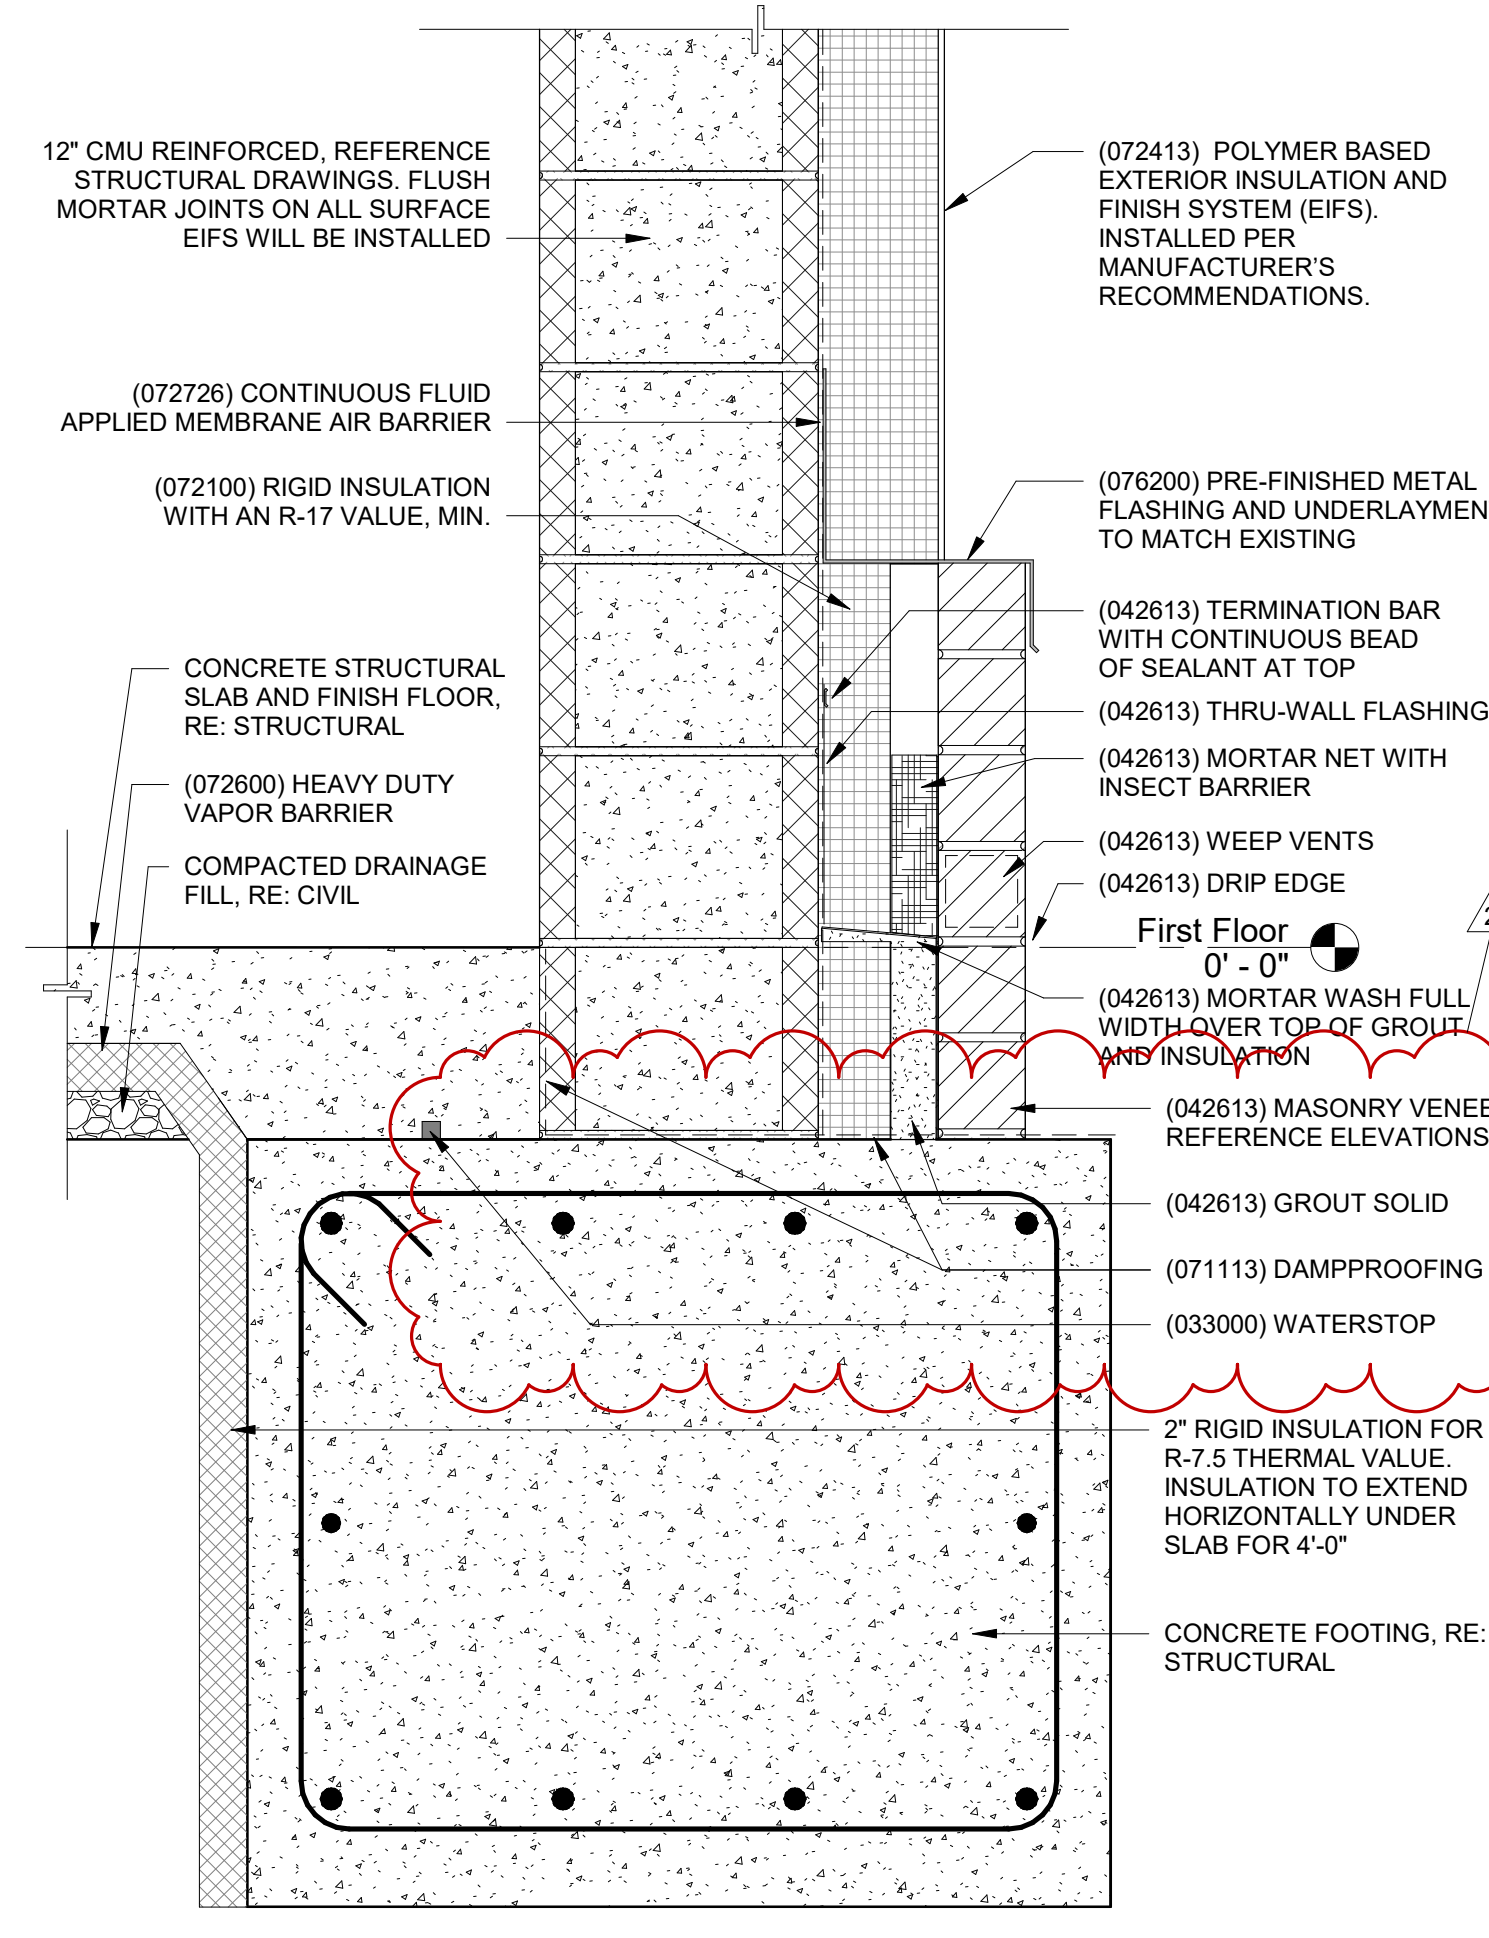 12" CMU REINFORCED, REFERENCE
STRUCTURAL DRAWINGS. FLUSH
MORTAR JOINTS ON ALL SURFACE
EIFS WILL BE INSTALLED
(072726) CONTINUOUS FLUID
APPLIED MEMBRANE AIR BARRIER
(072100) RIGID INSULATION
WITH AN R-17 VALUE, MIN.
CONCRETE STRUCTURAL
SLAB AND FINISH FLOOR,
RE: STRUCTURAL
(072600) HEAVY DUTY
VAPOR BARRIER
COMPACTED DRAINAGE
FILL, RE: CIVIL
(072413) POLYMER BASED
EXTERIOR INSULATION AND
FINISH SYSTEM (EIFS).
INSTALLED PER
MANUFACTURER'S
RECOMMENDATIONS.
(076200) PRE-FINISHED METAL
FLASHING AND UNDERLAYMEN
TO MATCH EXISTING
(042613) TERMINATION BAR
WITH CONTINUOUS BEAD
OF SEALANT AT TOP
(042613) THRU-WALL FLASHING
(042613) MORTAR NET WITH
INSECT BARRIER
(042613) WEEP VENTS
(042613) DRIP EDGE
2
First Floor
0' - 0"
(042613) MORTAR WASH FULL
WIDTH OVER TOP OF GROUT
AND INSULATION
(042613) MASONRY VENEE
REFERENCE ELEVATIONS
(042613) GROUT SOLID
(071113) DAMPPROOFING
(033000) WATERSTOP
2" RIGID INSULATION FOR
R-7.5 THERMAL VALUE.
INSULATION TO EXTEND
HORIZONTALLY UNDER
SLAB FOR 4'-0"
CONCRETE FOOTING, RE:
STRUCTURAL